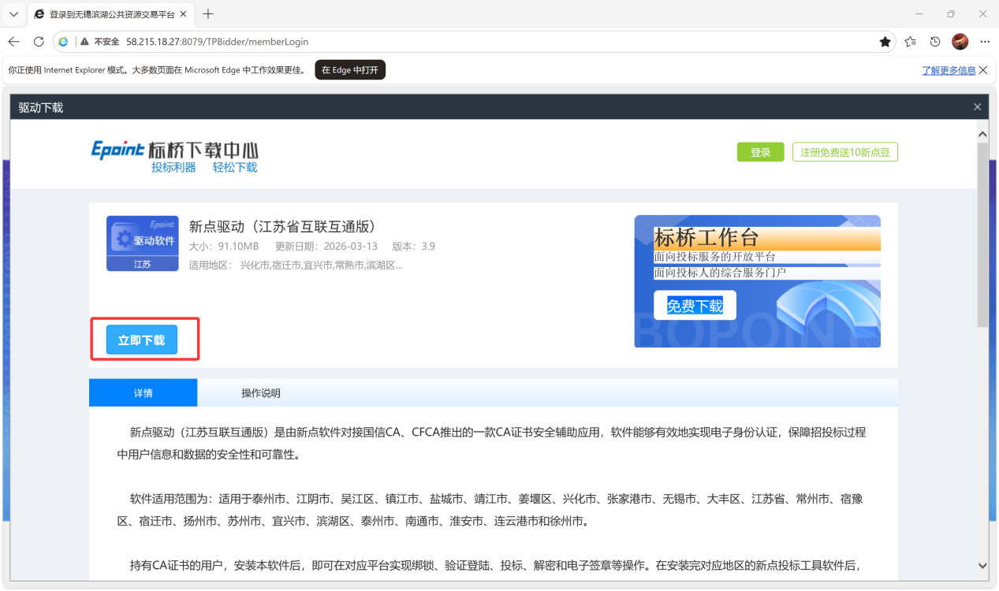 登录到无锡滨湖公共资源交易平台
不安全 58.215.18.27:8079/TPBidder/memberLogin
你正使用 Internet Explorer 模式。大多数页面在 Microsoft Edge 中工作效果更佳。 在 Edge 中打开 了解更多信息
驱动下载
Epoint 标桥下载中心
投标利器 轻松下载
登录 注册免费送10新点豆
Epoint
驱动软件
江苏
新点驱动（江苏省互联互通版）
大小：91.10MB 更新日期：2026-03-13 版本：3.9
适用地区： 兴化市,宿迁市,宜兴市,常熟市,滨湖区...
标桥工作台
面向投标服务的开放平台
面向投标人的综合服务门户
免费下载
BOPOINT
立即下载
详情 操作说明
新点驱动（江苏互联互通版）是由新点软件对接国信CA、CFCA推出的一款CA证书安全辅助应用，软件能够有效地实现电子身份认证，保障招投标过程
中用户信息和数据的安全性和可靠性。
软件适用范围为：适用于泰州市、江阴市、吴江区、镇江市、盐城市、靖江市、姜堰区、兴化市、张家港市、无锡市、大丰区、江苏省、常州市、宿豫
区、宿迁市、扬州市、苏州市、宜兴市、滨湖区、泰州市、南通市、淮安市、连云港市和徐州市。
持有CA证书的用户，安装本软件后，即可在对应平台实现绑锁、验证登陆、投标、解密和电子签章等操作。在安装完对应地区的新点投标工具软件后，